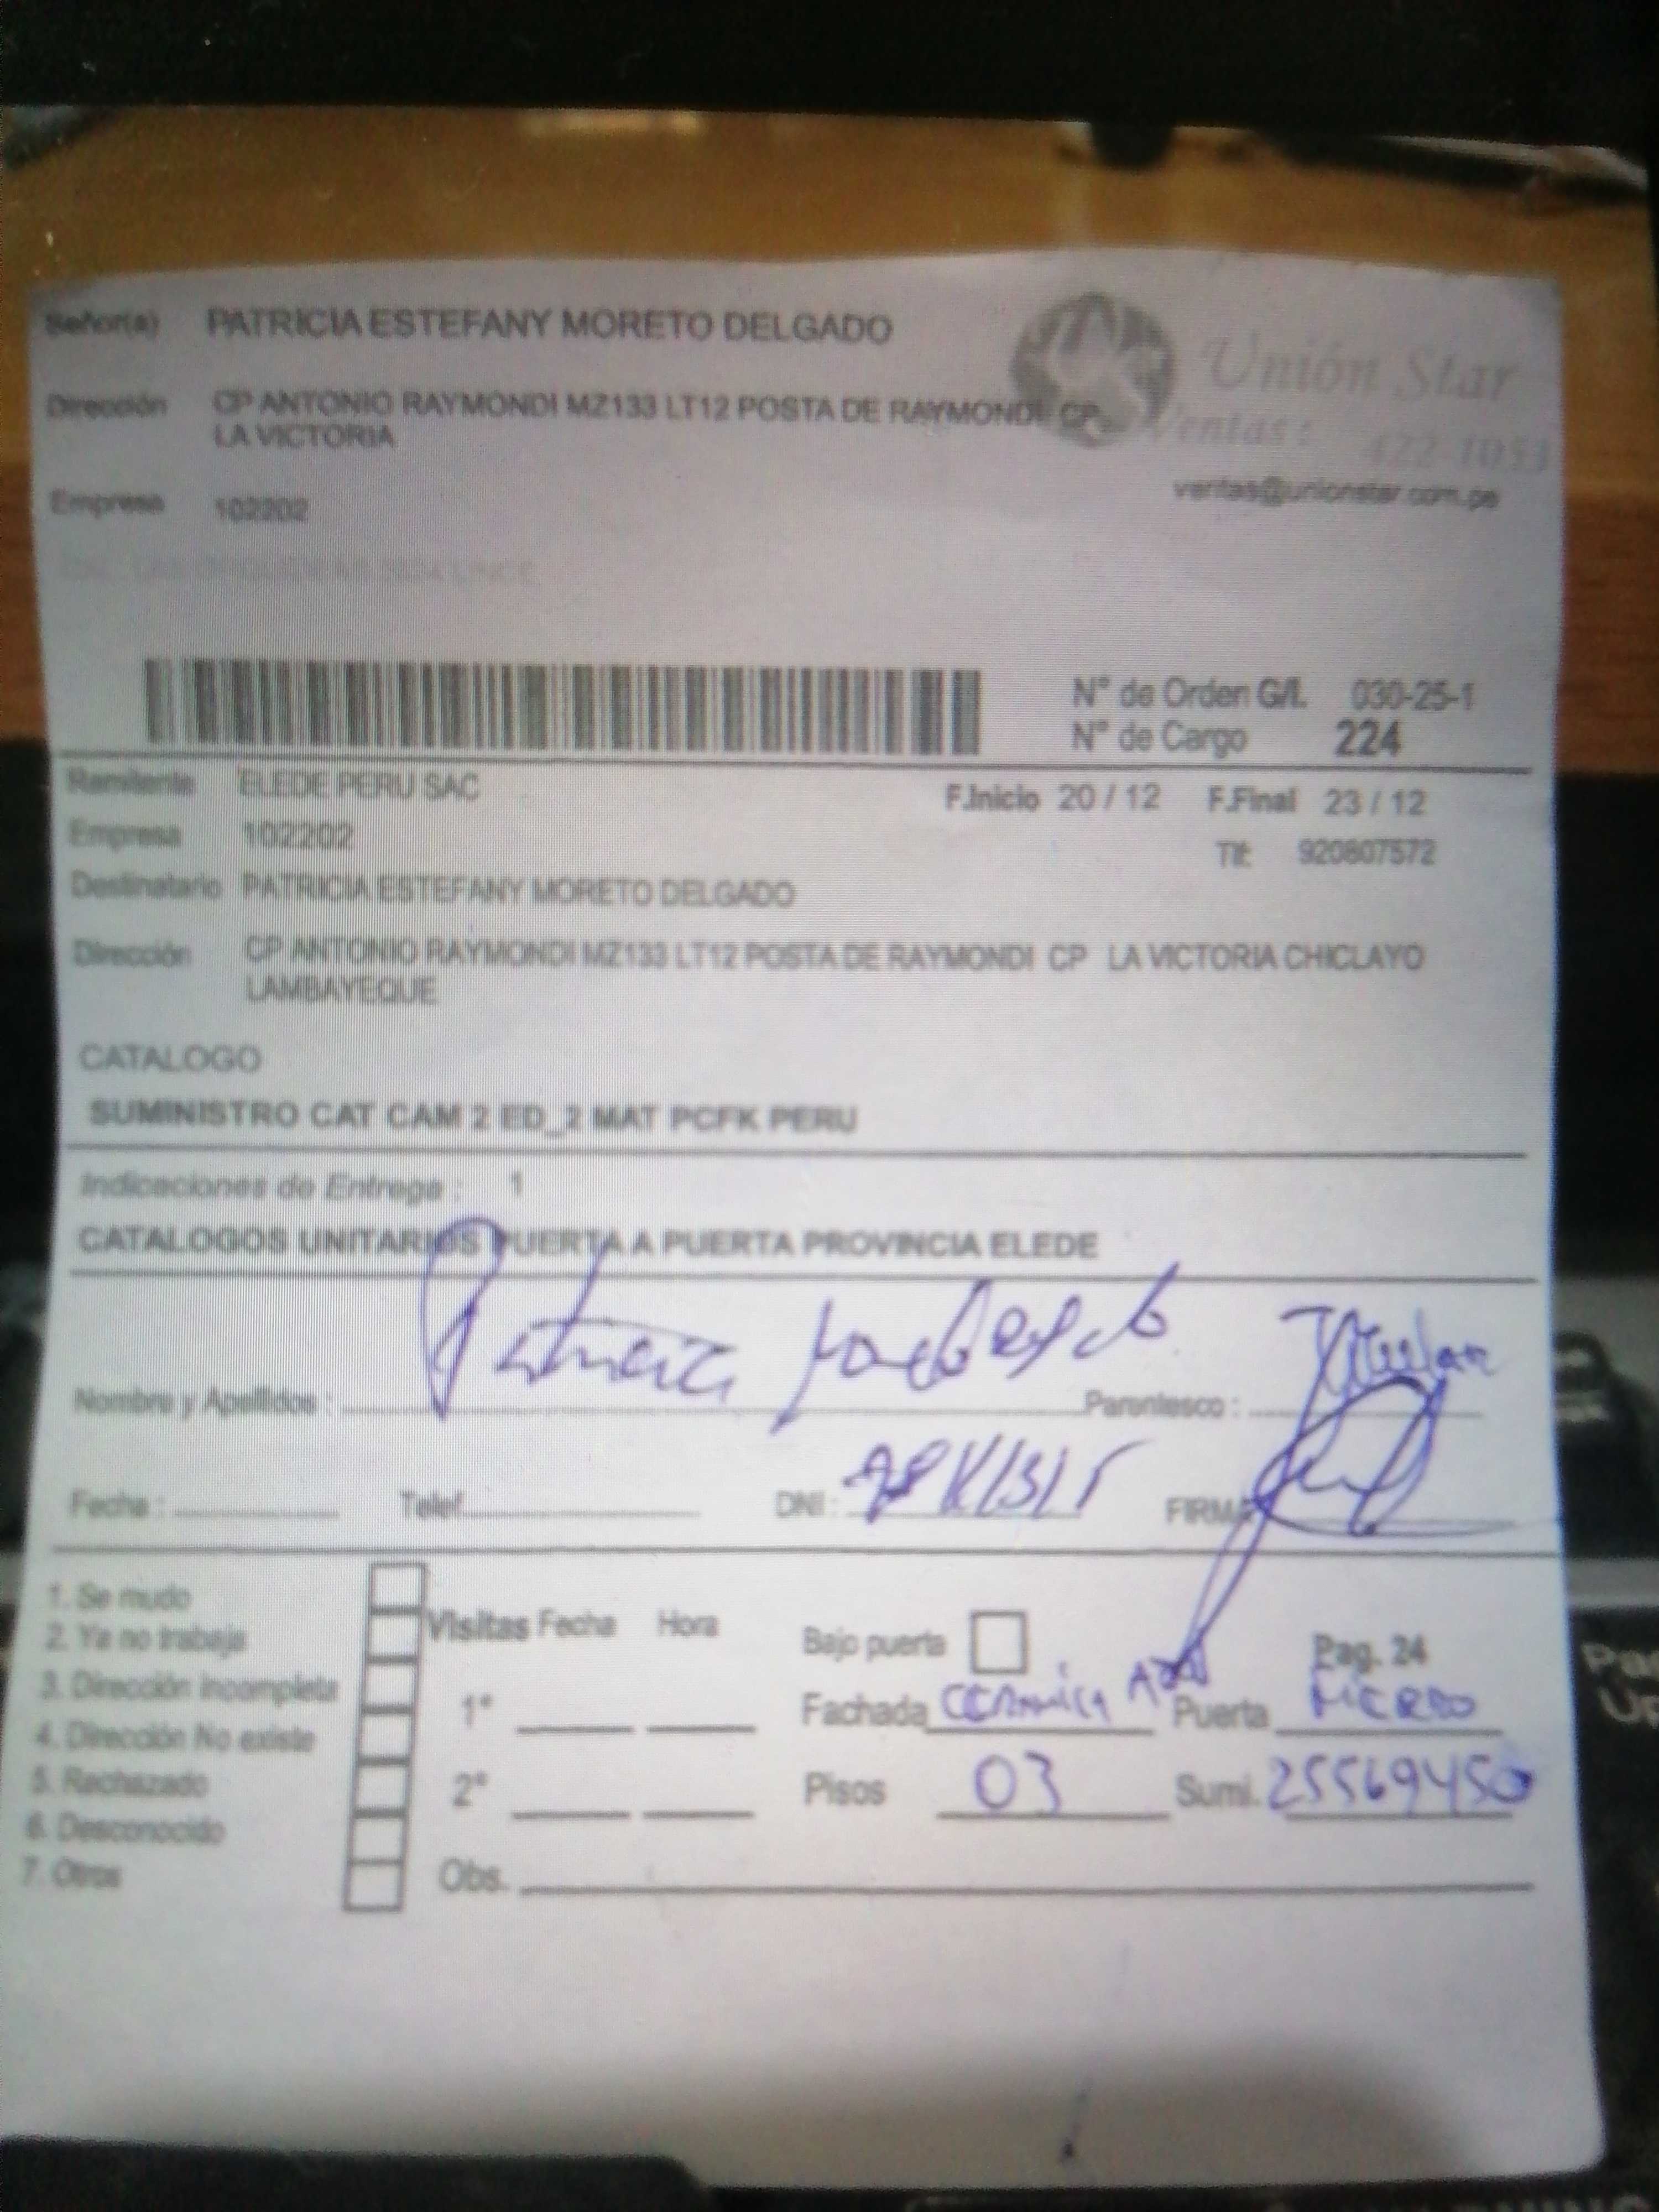 Señor(a) PATRICIA ESTEFANY MORETO DELGADO
Unión Star
Dirección CP ANTONIO RAYMONDI MZ133 LT12 POSTA DE RAYMONDI CP
LA VICTORIA
Ventas: 422-1053
ventas@unionstar.com.pe
Empresa 102202
N° de Orden G/L 030-25-1
N° de Cargo 224
Remitente ELEDE PERU SAC
F.Inicio 20 / 12 F.Final 23 / 12
Empresa 102202
Tlf: 920807572
Destinatario PATRICIA ESTEFANY MORETO DELGADO
Dirección CP ANTONIO RAYMONDI MZ133 LT12 POSTA DE RAYMONDI CP LA VICTORIA CHICLAYO
LAMBAYEQUE
CATALOGO
SUMINISTRO CAT CAM 2 ED_2 MAT PCFK PERU
Indicaciones de Entrega : 1
CATALOGOS UNITARIOS PUERTA A PUERTA PROVINCIA ELEDE
Nombre y Apellidos : Patricia
Parentesco :
Fecha : Telef. DNI : FIRMA
1. Se mudo
2. Ya no trabaja
3. Dirección incompleta
4. Dirección No existe
5. Rechazado
6. Desconocido
7. Otros
Visitas Fecha Hora
1°
2°
Obs.
Bajo puerta Pag. 24
Fachada Puerta
Pisos 03 Sumi. 25569450